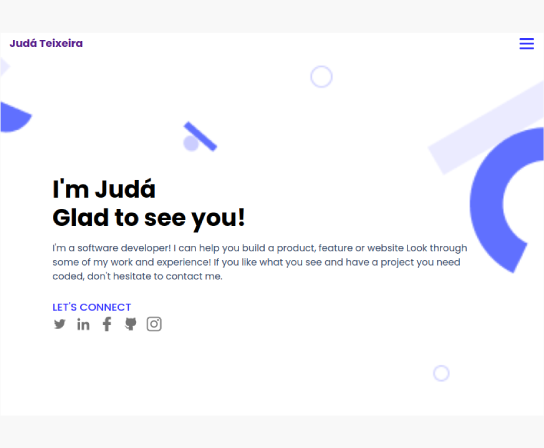 Judá Teixeira
I'm Judá
Glad to see you!
I'm a software developer! I can help you build a product, feature or website Look through
some of my work and experience! If you like what you see and have a project you need
coded, don't hesitate to contact me.
LET'S CONNECT